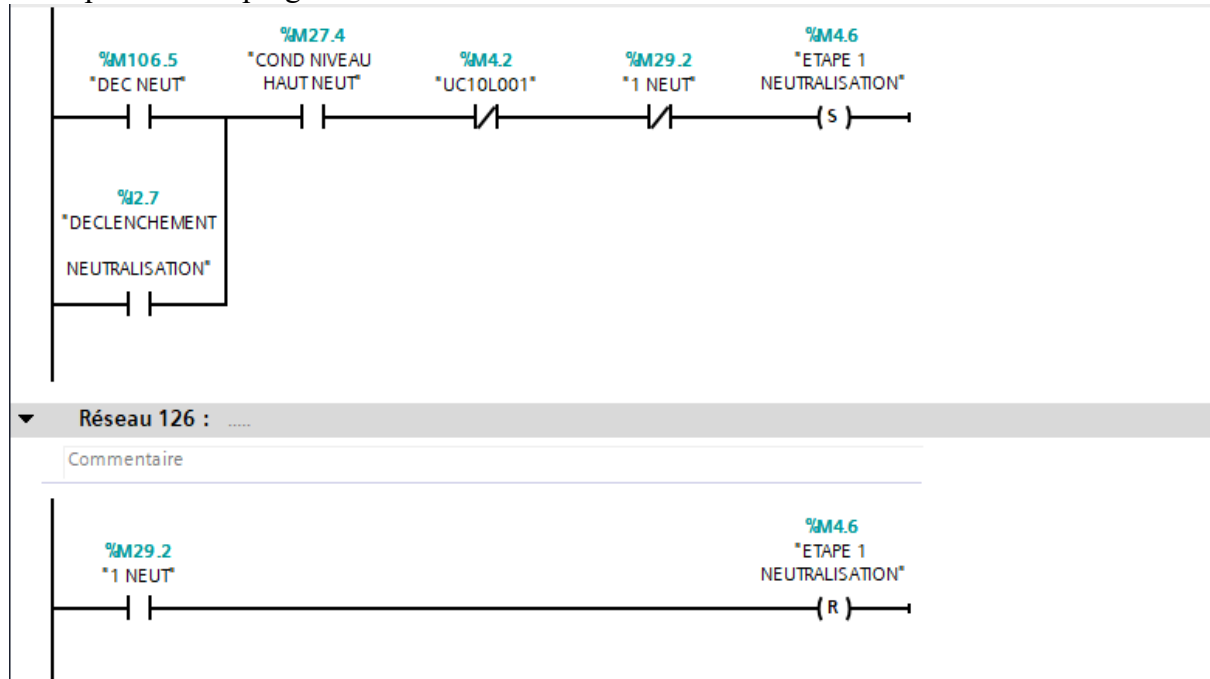 %M106.5
"DEC NEUT"
%M27.4
"COND NIVEAU
HAUT NEUT"
%M4.2
"UC10L001"
%M29.2
"1 NEUT"
%M4.6
"ETAPE 1
NEUTRALISATION"
S
%I2.7
"DECLENCHEMENT
NEUTRALISATION"
Réseau 126 : .....
Commentaire
%M29.2
"1 NEUT"
%M4.6
"ETAPE 1
NEUTRALISATION"
R